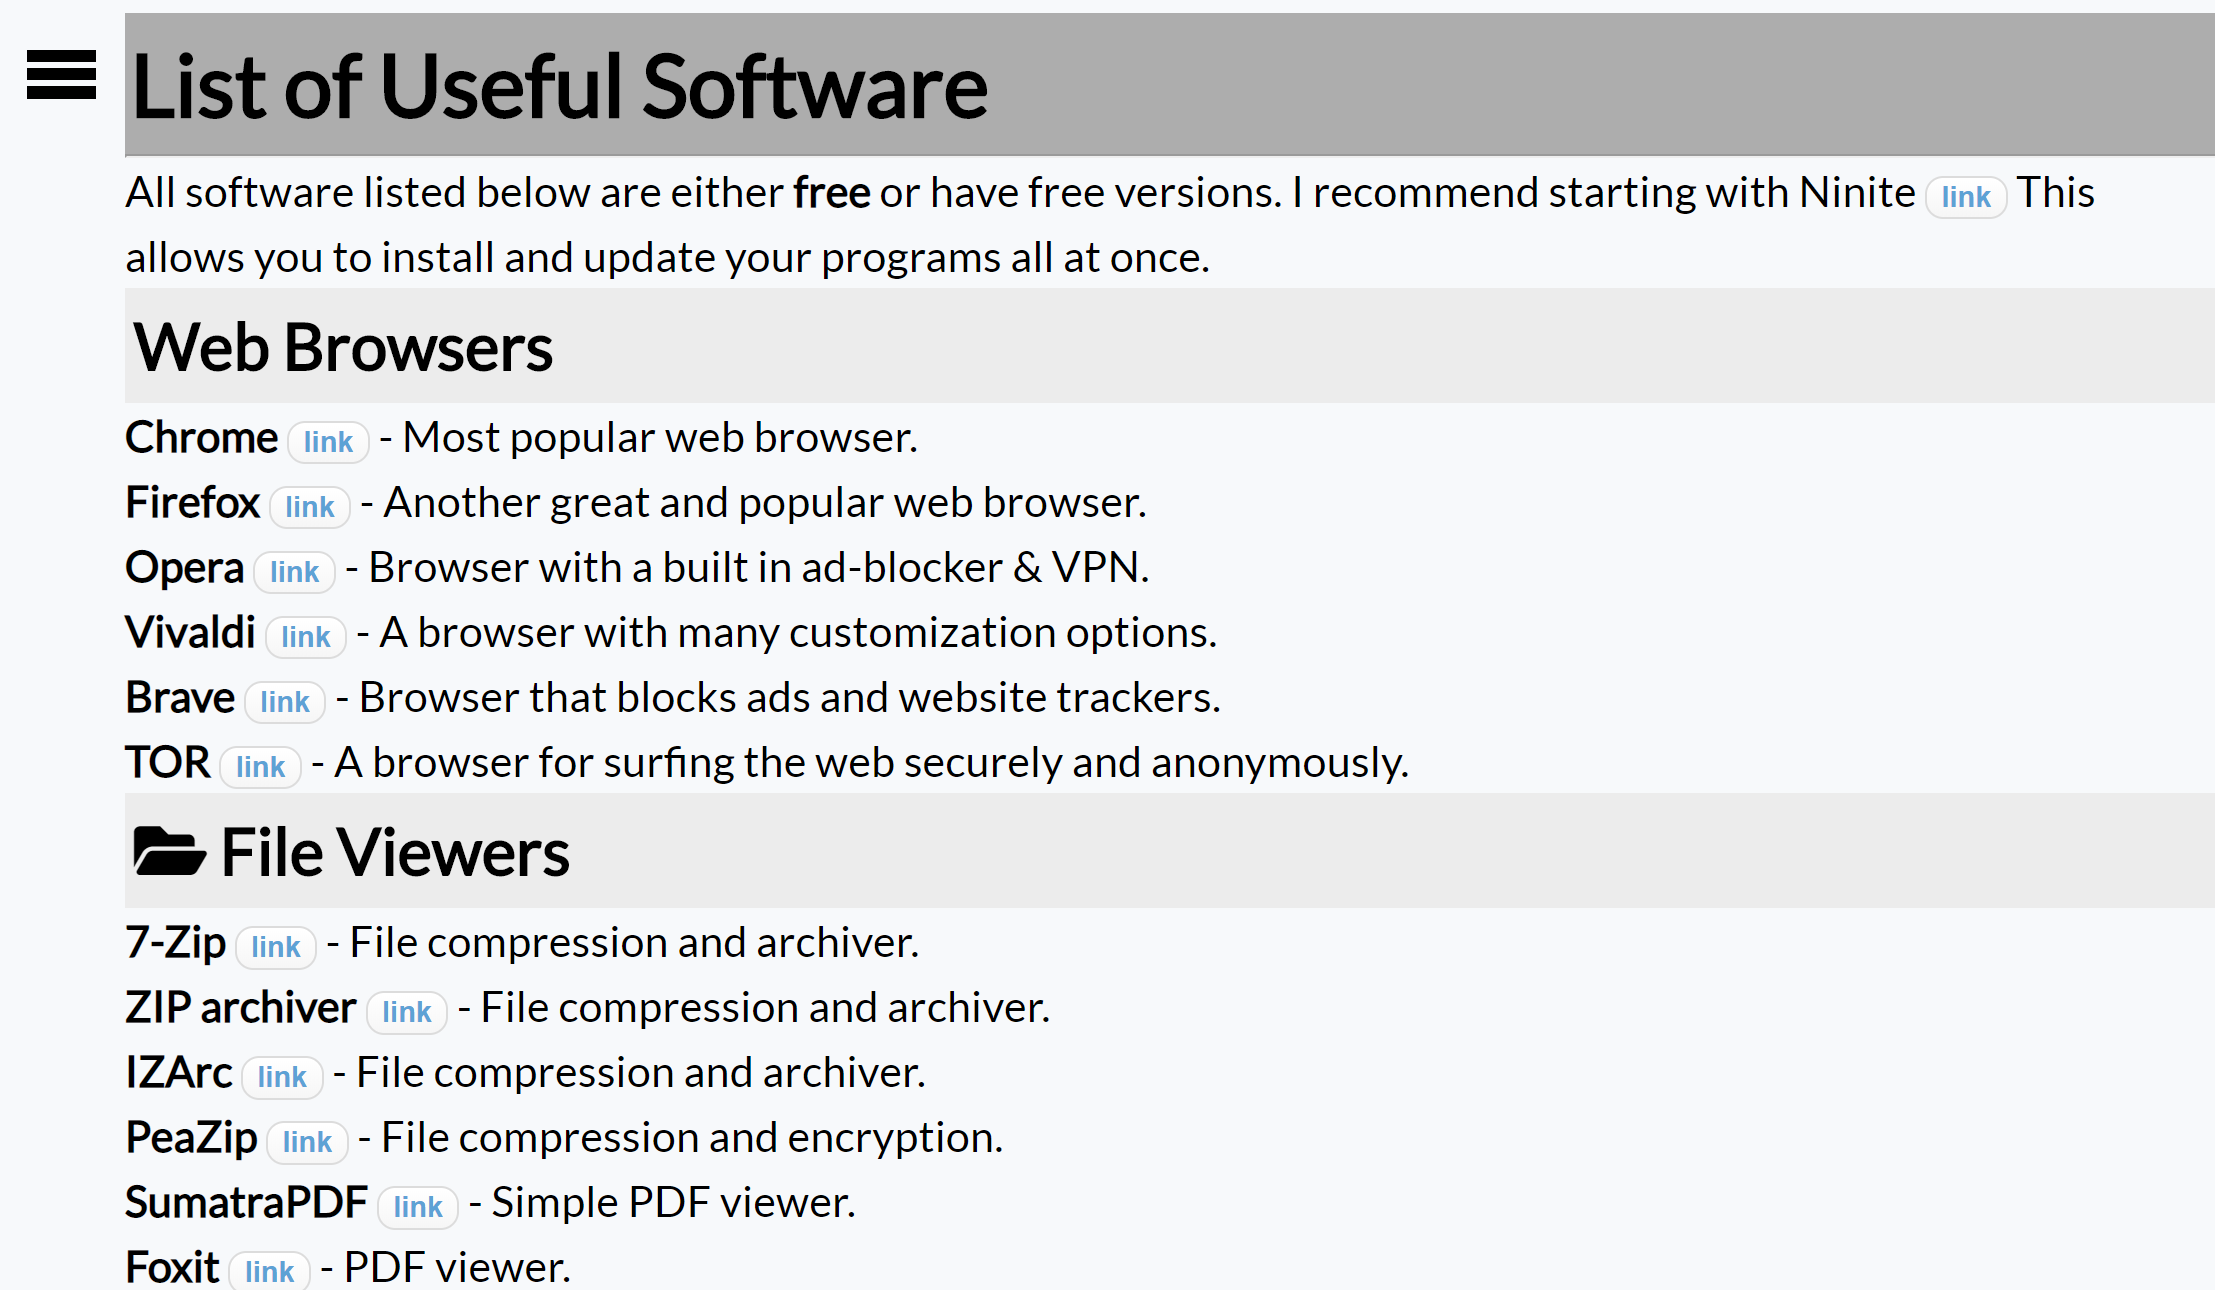 List of Useful Software
All software listed below are either free or have free versions. I recommend starting with Ninite link This
allows you to install and update your programs all at once.
Web Browsers
Chrome link - Most popular web browser.
Firefox link - Another great and popular web browser.
Opera link - Browser with a built in ad-blocker & VPN.
Vivaldi link - A browser with many customization options.
Brave link - Browser that blocks ads and website trackers.
TOR link - A browser for surfing the web securely and anonymously.
File Viewers
7-Zip link - File compression and archiver.
ZIP archiver link - File compression and archiver.
IZArc link - File compression and archiver.
PeaZip link - File compression and encryption.
SumatraPDF link - Simple PDF viewer.
Foxit link - PDF viewer.